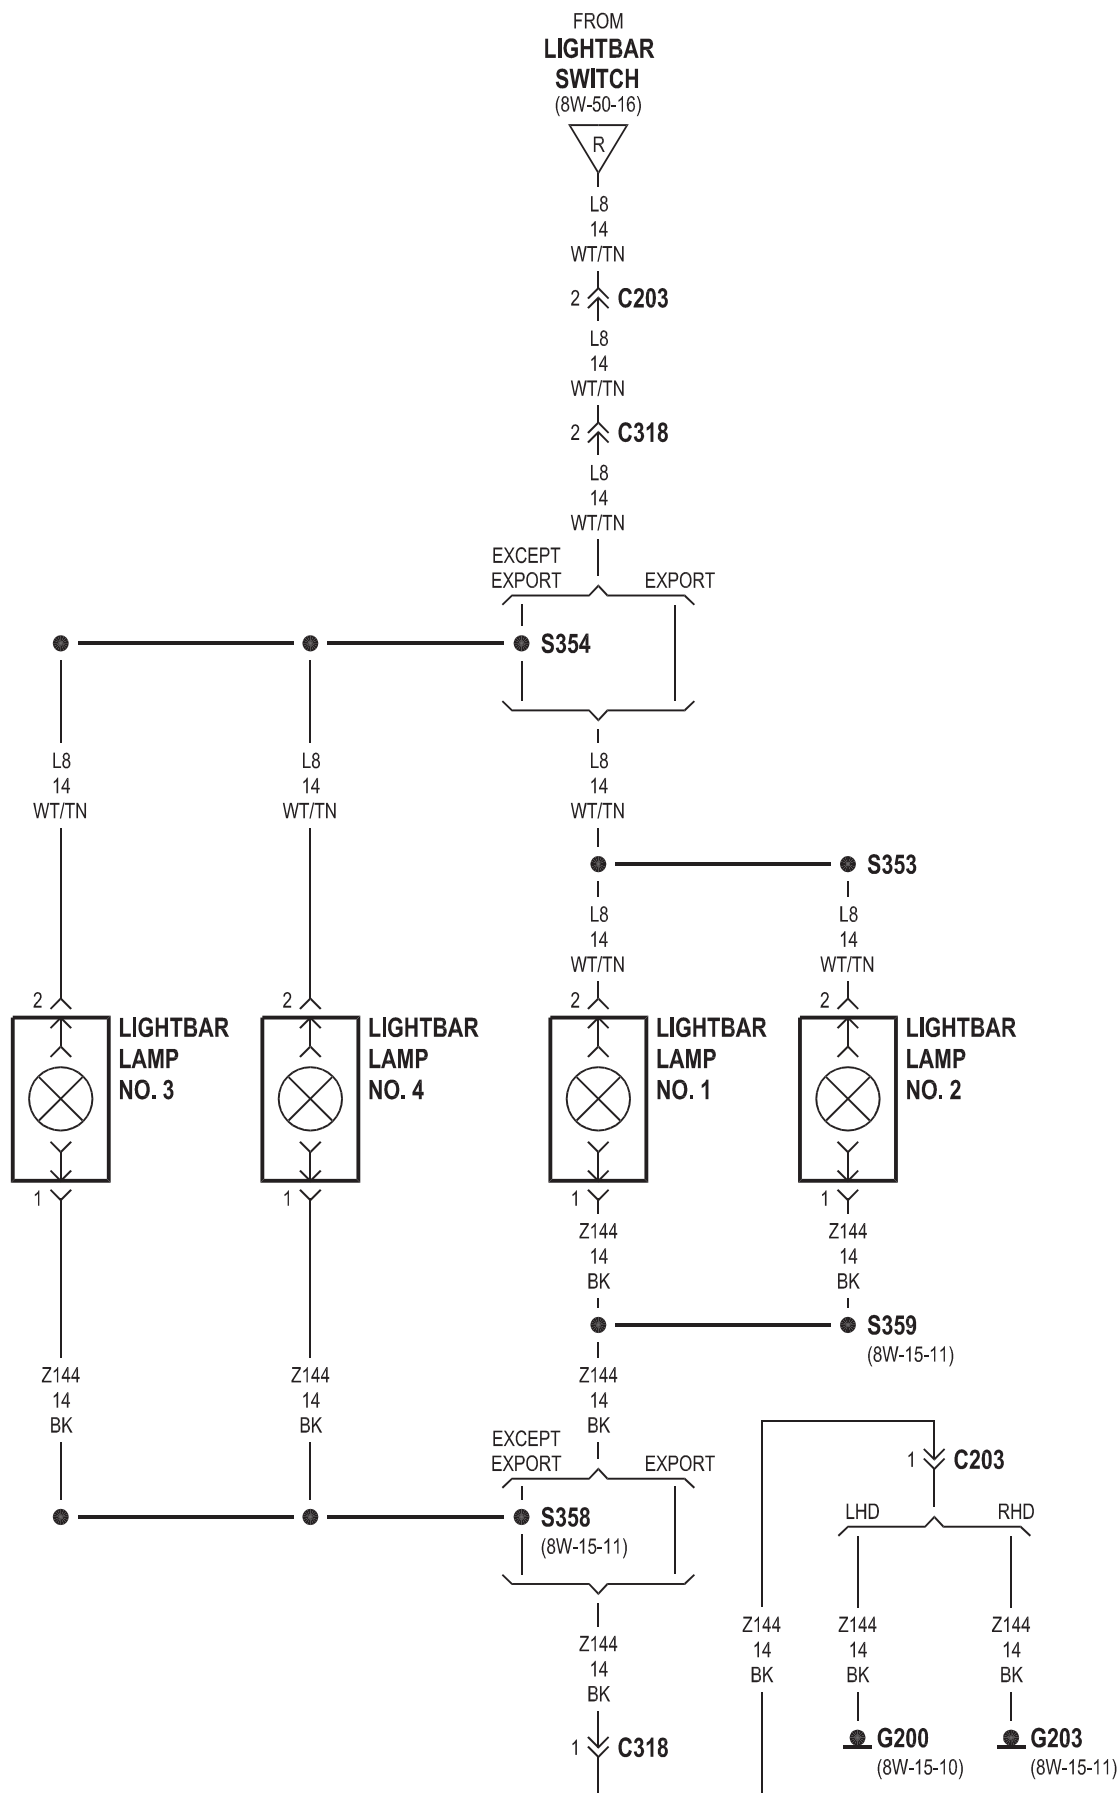 FROM
LIGHTBAR
SWITCH
(8W-50-16)
R
L8
14
WT/TN
2 C203
L8
14
WT/TN
2 C318
L8
14
WT/TN
EXCEPT
EXPORT EXPORT
S354
L8 L8 L8
14 14 14
WT/TN WT/TN WT/TN
S353
L8 L8
14 14
WT/TN WT/TN
2 2 2 2
LIGHTBAR
LAMP
NO. 3
LIGHTBAR
LAMP
NO. 4
LIGHTBAR
LAMP
NO. 1
LIGHTBAR
LAMP
NO. 2
1 1 1 1
Z144 Z144
14 14
BK BK
S359
(8W-15-11)
Z144 Z144 Z144
14 14 14
BK BK BK
EXCEPT
EXPORT EXPORT
1 C203
S358
(8W-15-11)
LHD RHD
Z144 Z144 Z144 Z144
14 14 14 14
BK BK BK BK
1 C318
G200
(8W-15-10)
G203
(8W-15-11)